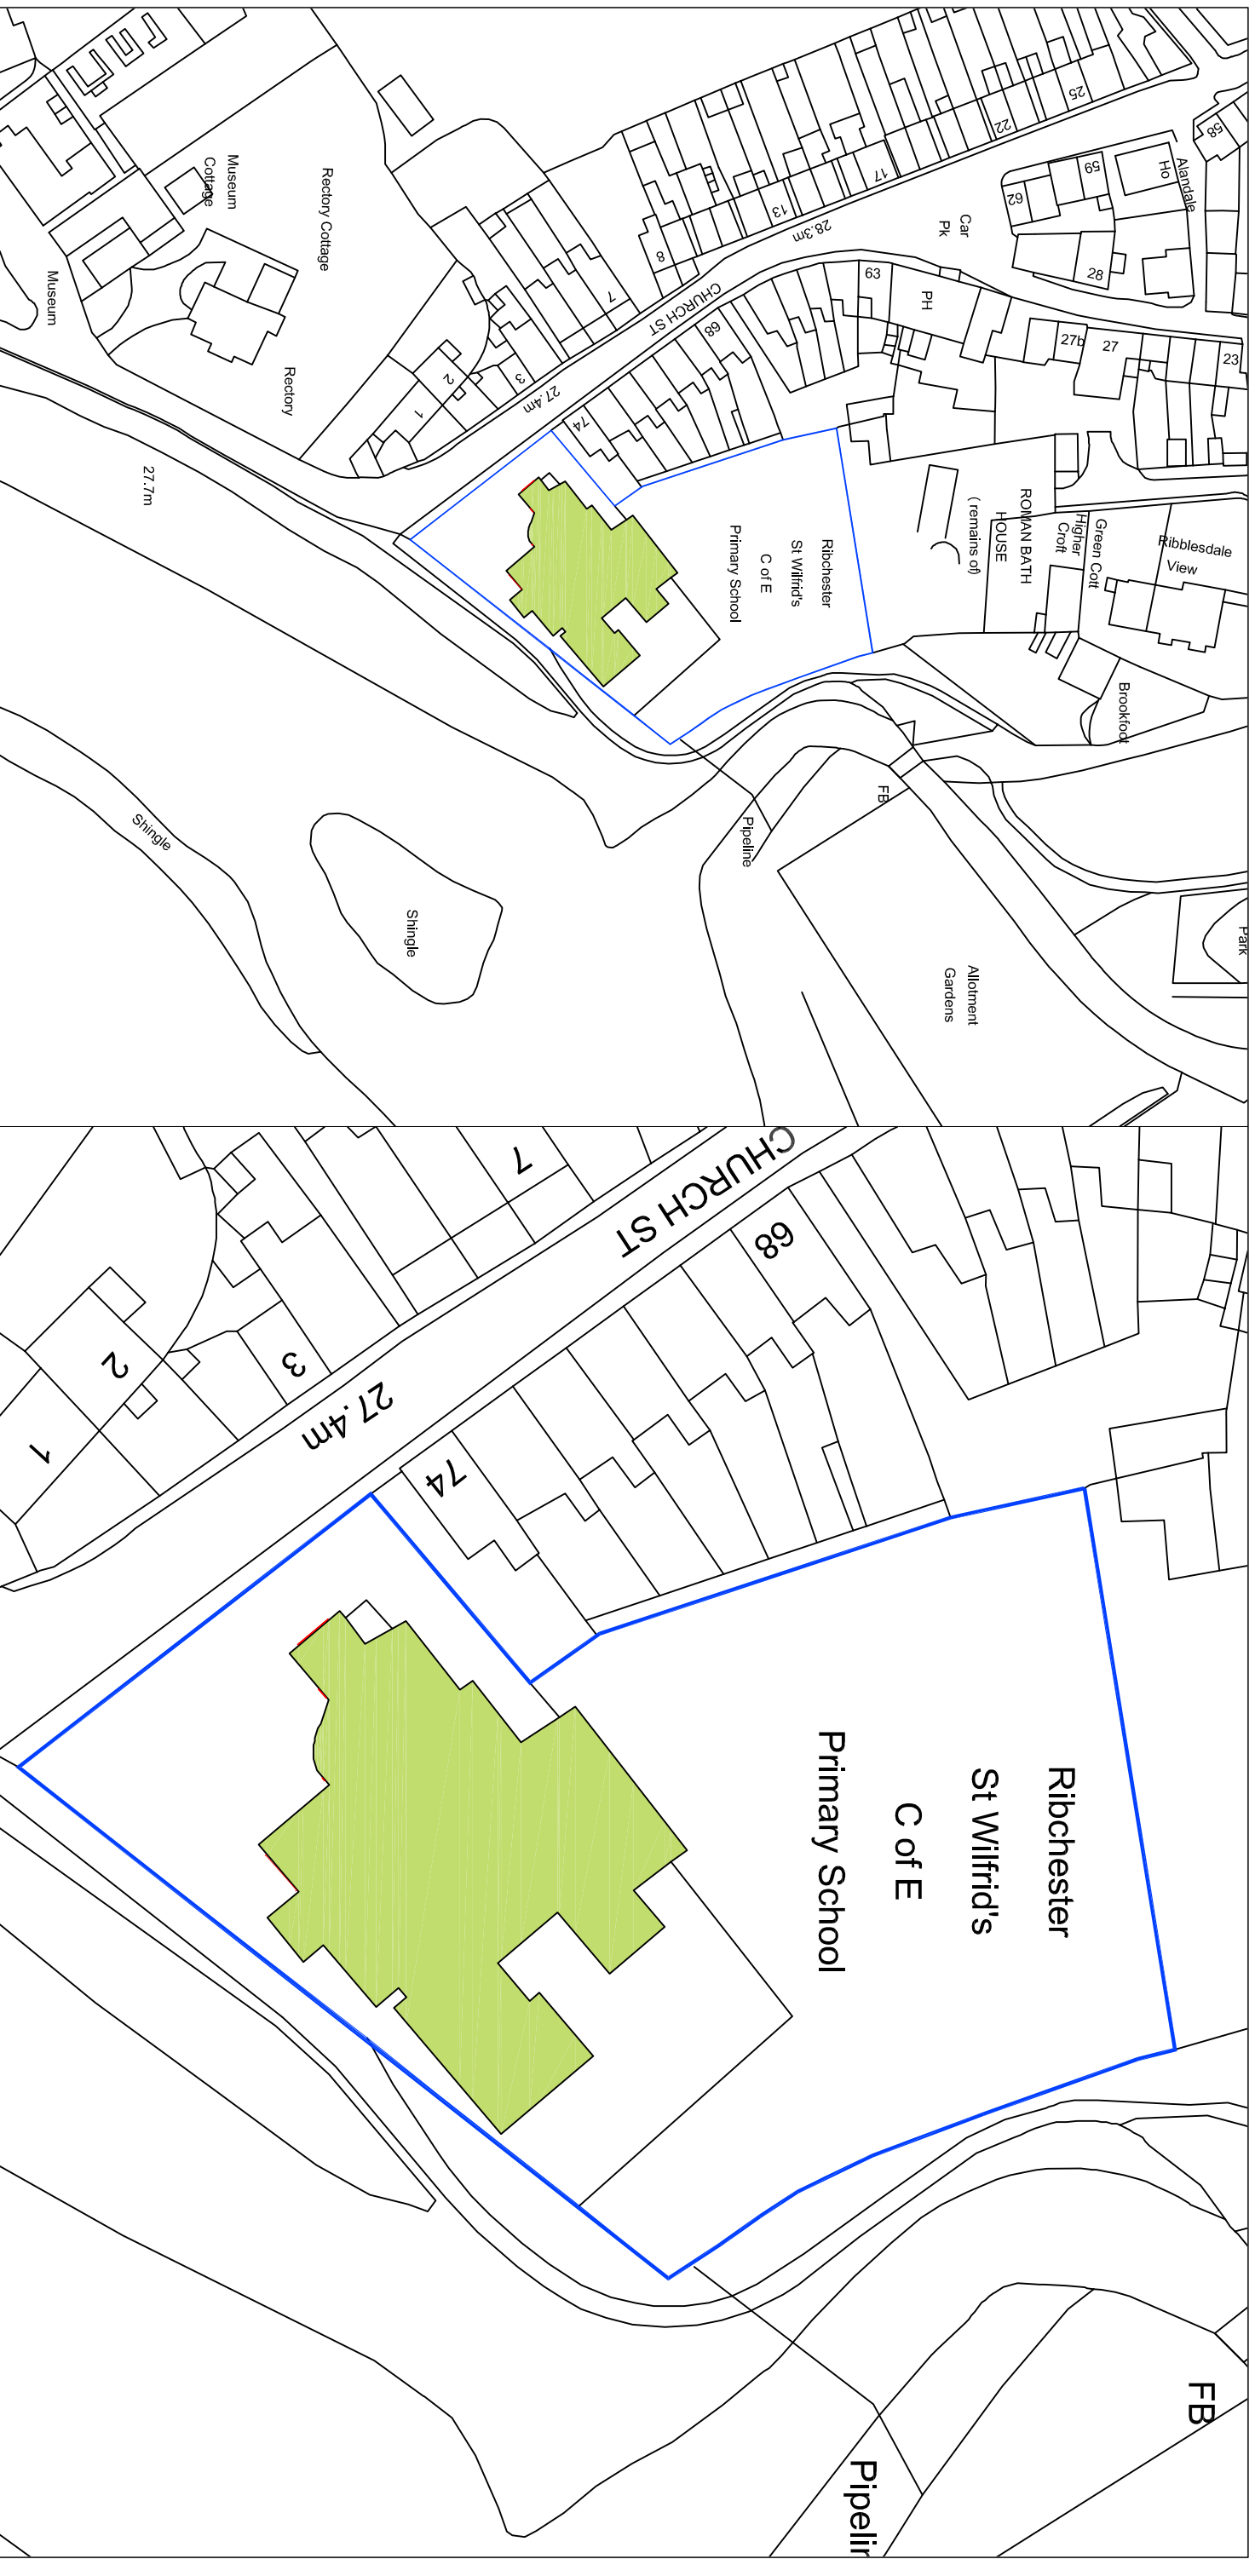 25
22
58
59
62
Alandale
Ho
17
13
28.3m
Car
Pk
8
28
63
PH
7
CHURCH ST
68
27b
27
23
Museum
Cottage
Rectory Cottage
Museum
Rectory
2
3
1
27.4m
74
27.7m
Ribchester
St Wilfrid's
C of E
Primary School
ROMAN BATH
HOUSE
(remains of)
Green Cott
Higher
Croft
Ribblesdale
View
Brookfoot
FB
Pipeline
Shingle
Shingle
Allotment
Gardens
Park
7
CHURCH ST
68
2
3
1
27.4m
74
Ribchester
St Wilfrid's
C of E
Primary School
FB
Pipelin